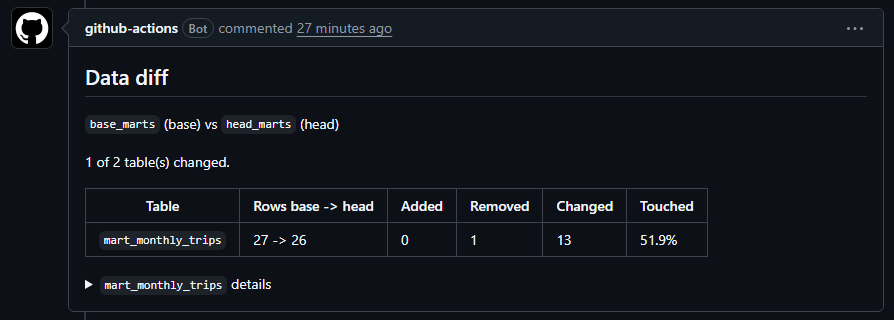 github-actions Bot commented 27 minutes ago ...
Data diff
base_marts (base) vs head_marts (head)
1 of 2 table(s) changed.
Table Rows base -> head Added Removed Changed Touched
mart_monthly_trips 27 -> 26 0 1 13 51.9%
mart_monthly_trips details